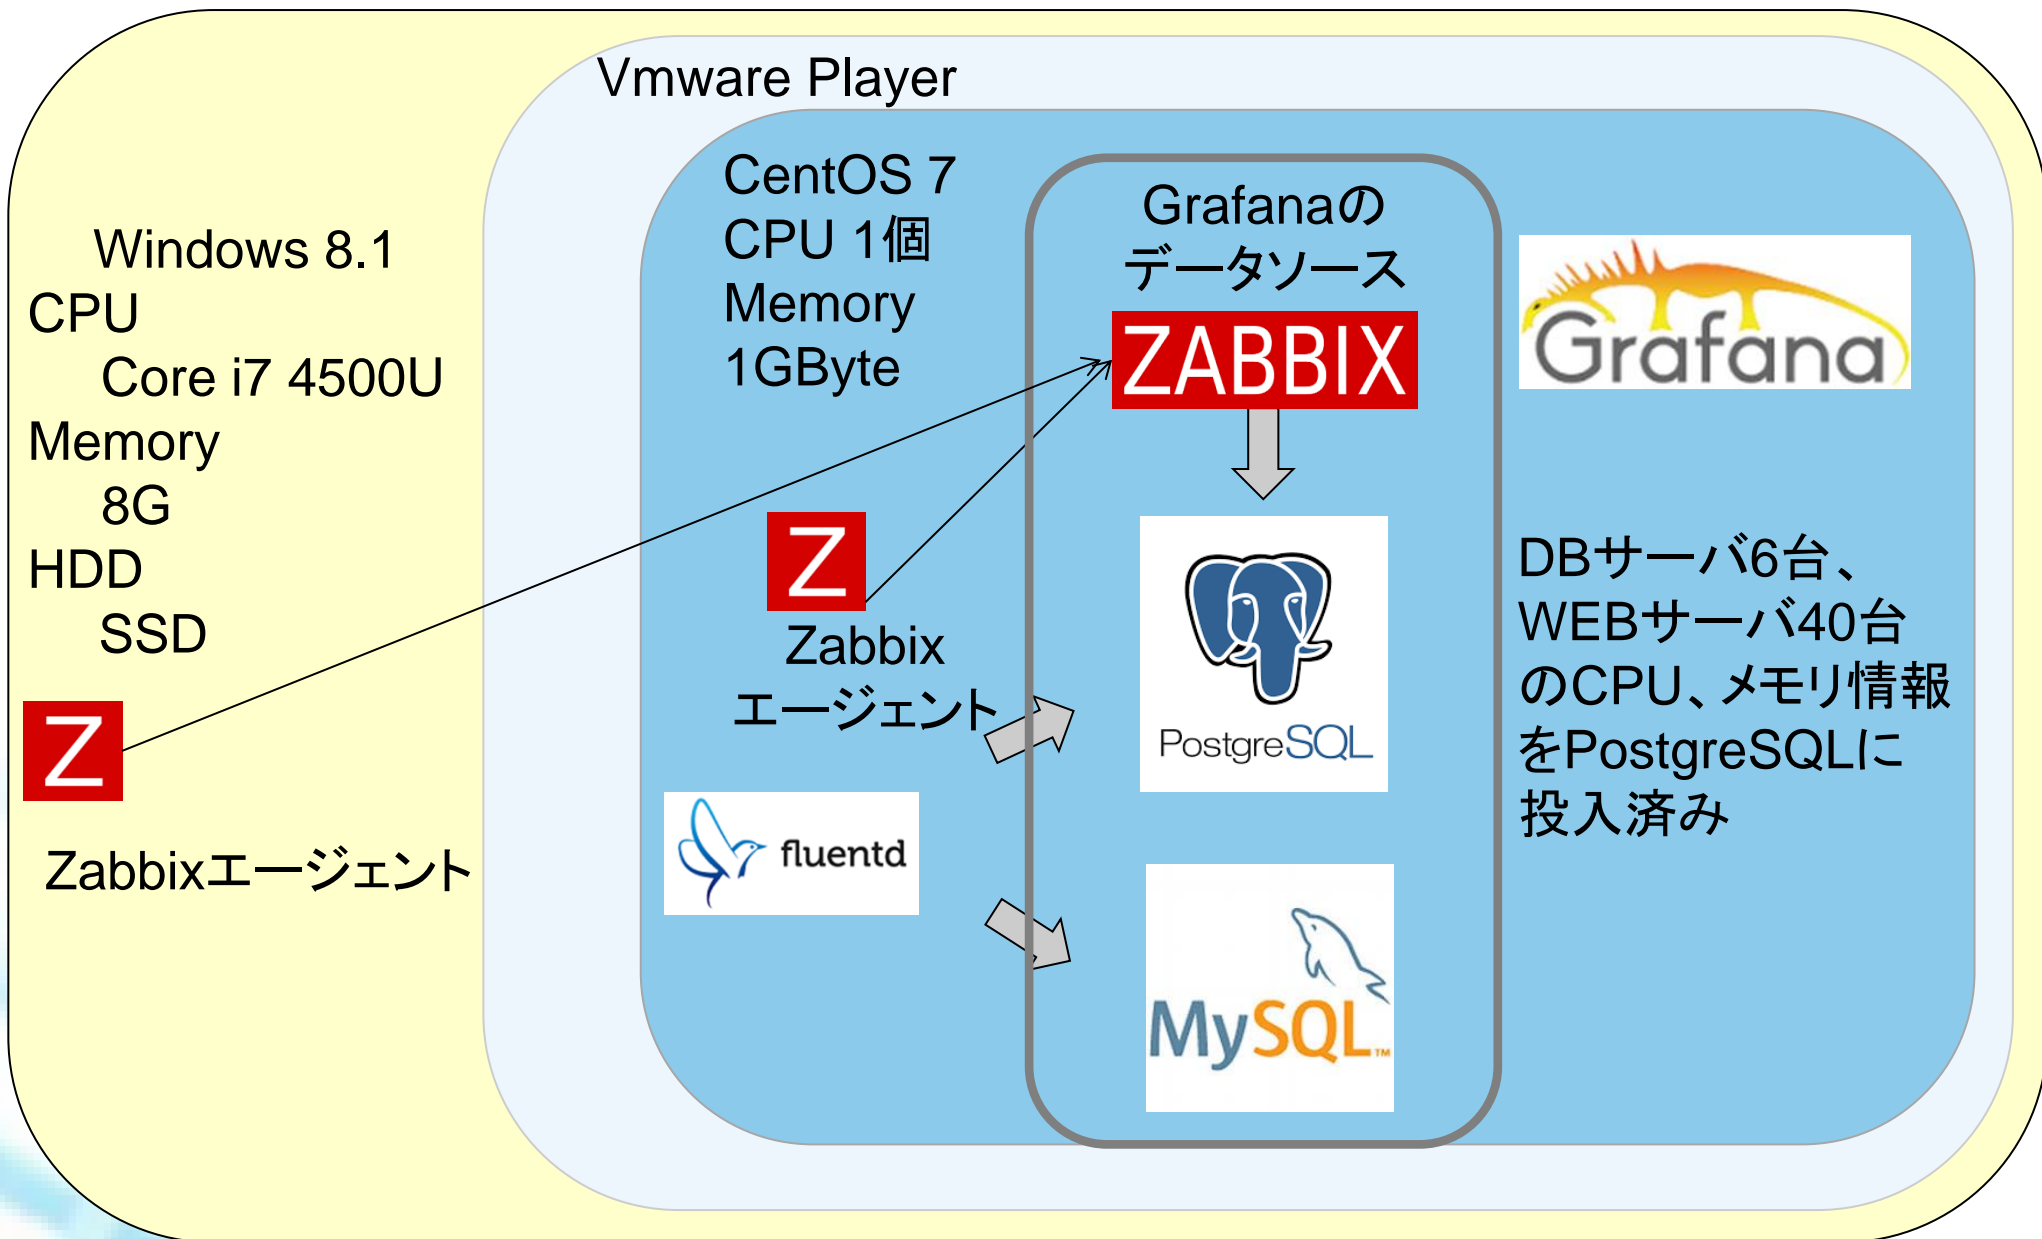 Vmware Player
Windows 8.1
CPU
Core i7 4500U
Memory
8G
HDD
SSD
Z
Zabbixエージェント
CentOS 7
CPU 1個
Memory
1GByte
Z
Zabbix
エージェント
fluentd
Grafanaの
データソース
ZABBIX
PostgreSQL
MySQL™
Grafana
DBサーバ6台、
WEBサーバ40台
のCPU、メモリ情報
をPostgreSQLに
投入済み